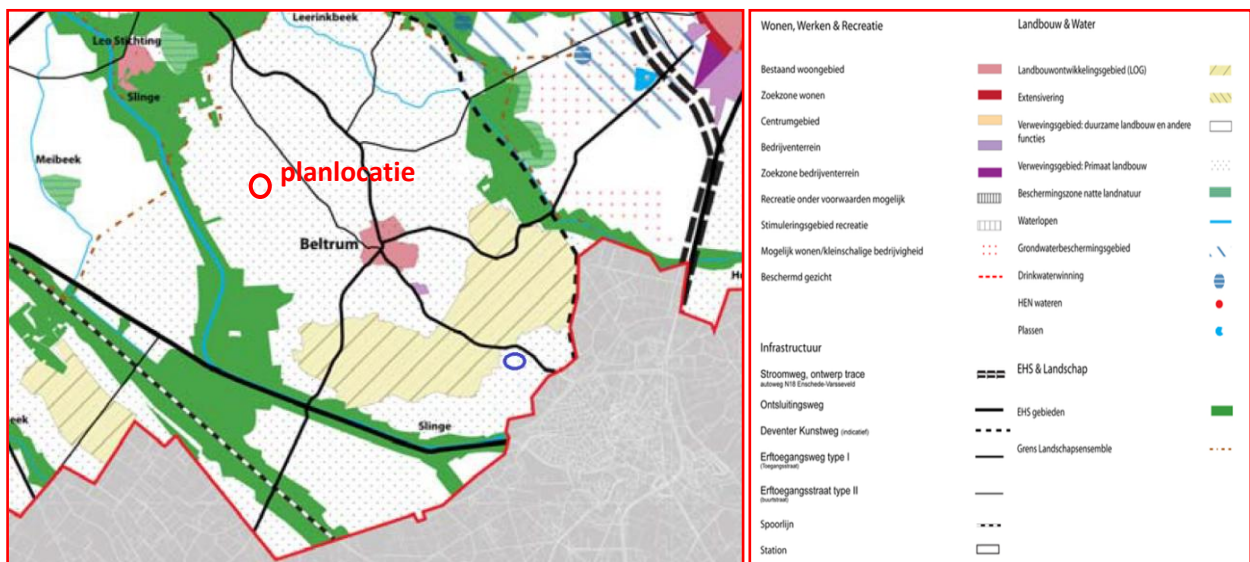 Leerinkbeek
Leo Stichting
Slinge
Meibeek
planlocatie
Beltrum
Slinge
eek
Wonen, Werken & Recreatie
Bestaand woongebied
Zoekzone wonen
Centrumgebied
Bedrijventerrein
Zoekzone bedrijventerrein
Recreatie onder voorwaarden mogelijk
Stimuleringsgebied recreatie
Mogelijk wonen/kleinschalige bedrijvigheid
Beschermd gezicht
Infrastructuur
Stroomweg, ontwerp trace
autoweg N18 Enschede-Varsseveld
Ontsluitingsweg
Deventer Kunstweg (indicatief)
Erftoegangsweg type I
(Toegangsstraat)
Erftoegangsstraat type II
(buurtstraat)
Spoorlijn
Station
Landbouw & Water
Landbouwontwikkelingsgebied (LOG)
Extensivering
Verwevingsgebied: duurzame landbouw en andere
functies
Verwevingsgebied: Primaat landbouw
Beschermingszone natte landnatuur
Waterlopen
Grondwaterbeschermingsgebied
Drinkwaterwinning
HEN wateren
Plassen
EHS & Landschap
EHS gebieden
Grens Landschapsensemble